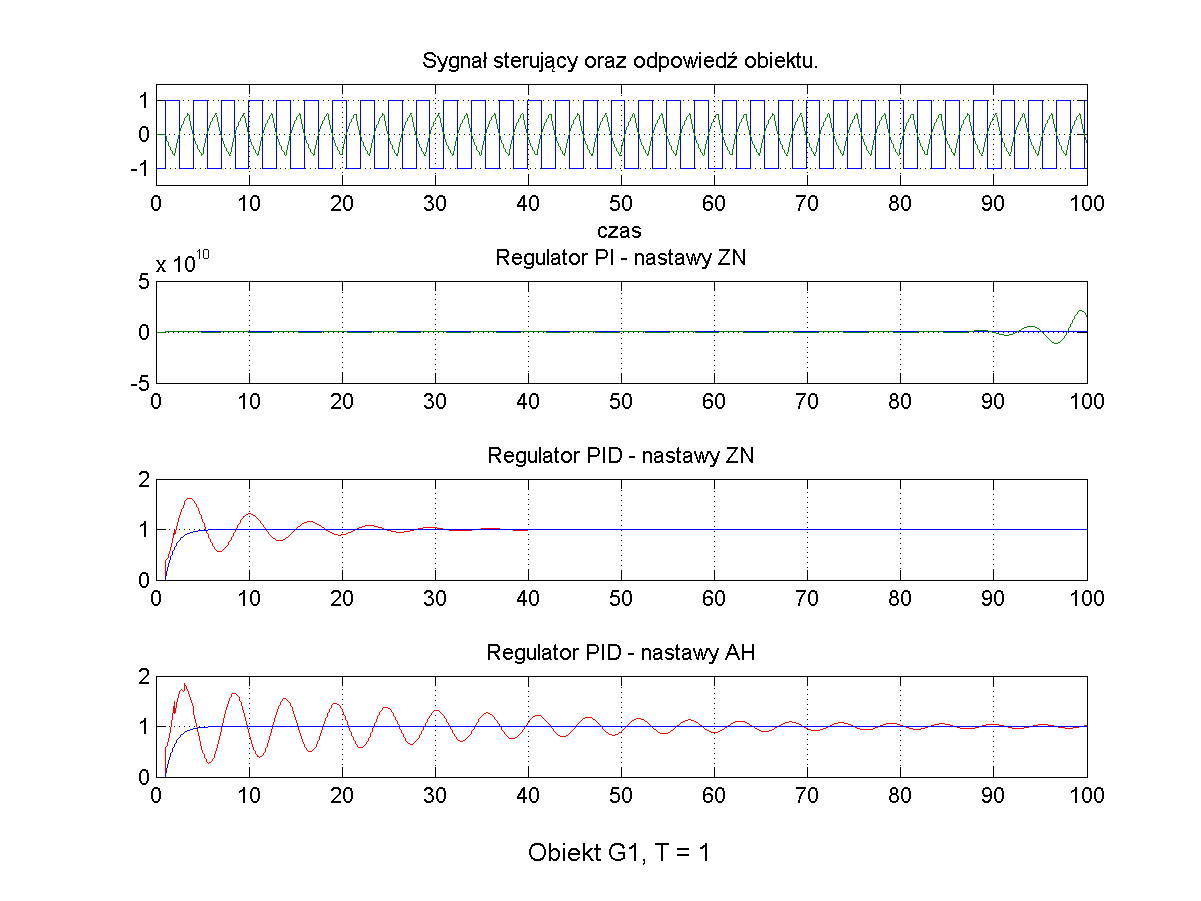 Sygnał sterujący oraz odpowiedź obiektu.
1
0
-1
0 10 20 30 40 50 60 70 80 90 100
czas
Regulator PI - nastawy ZN
x 10^10
5
0
-5
0 10 20 30 40 50 60 70 80 90 100
Regulator PID - nastawy ZN
2
1
0
0 10 20 30 40 50 60 70 80 90 100
Regulator PID - nastawy AH
2
1
0
0 10 20 30 40 50 60 70 80 90 100
Obiekt G1, T = 1